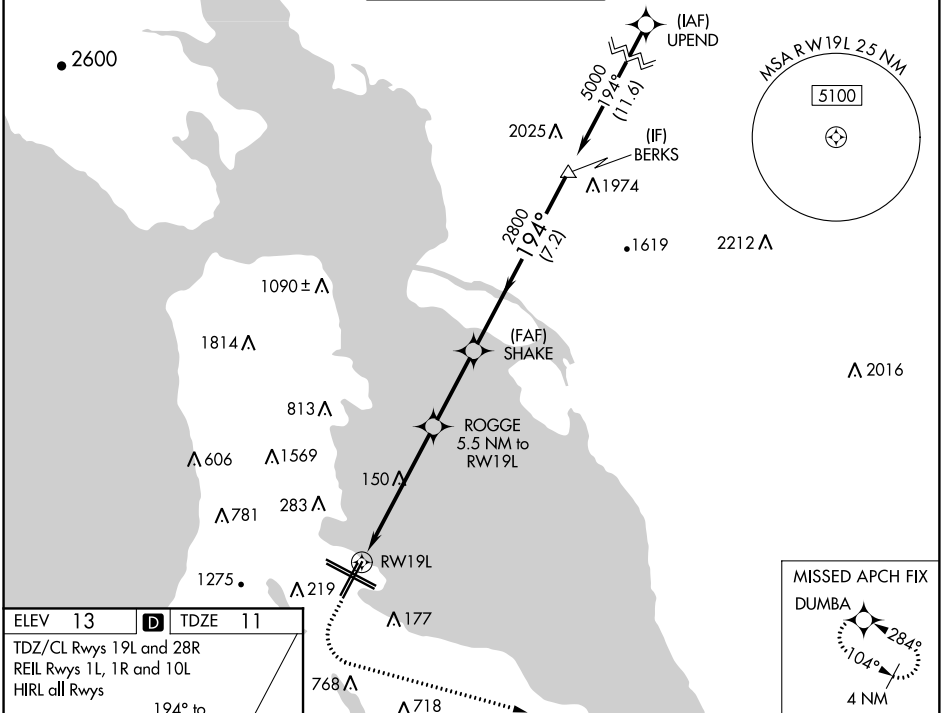 (IAF)
UPEND
2600
MSA RW19L 25 NM
5100
5000
194°
(11.6)
2025
(IF)
BERKS
1974
2800
194°
(7.2)
1619
2212
1090 ±
1814
(FAF)
SHAKE
2016
813
ROGGE
5.5 NM to
RW19L
606
1569
150
283
781
RW19L
1275
219
177
MISSED APCH FIX
DUMBA
284°
104°
4 NM
ELEV 13 D TDZE 11
TDZ/CL Rwys 19L and 28R
REIL Rwys 1L, 1R and 10L
HIRL all Rwys
194° to
768
718